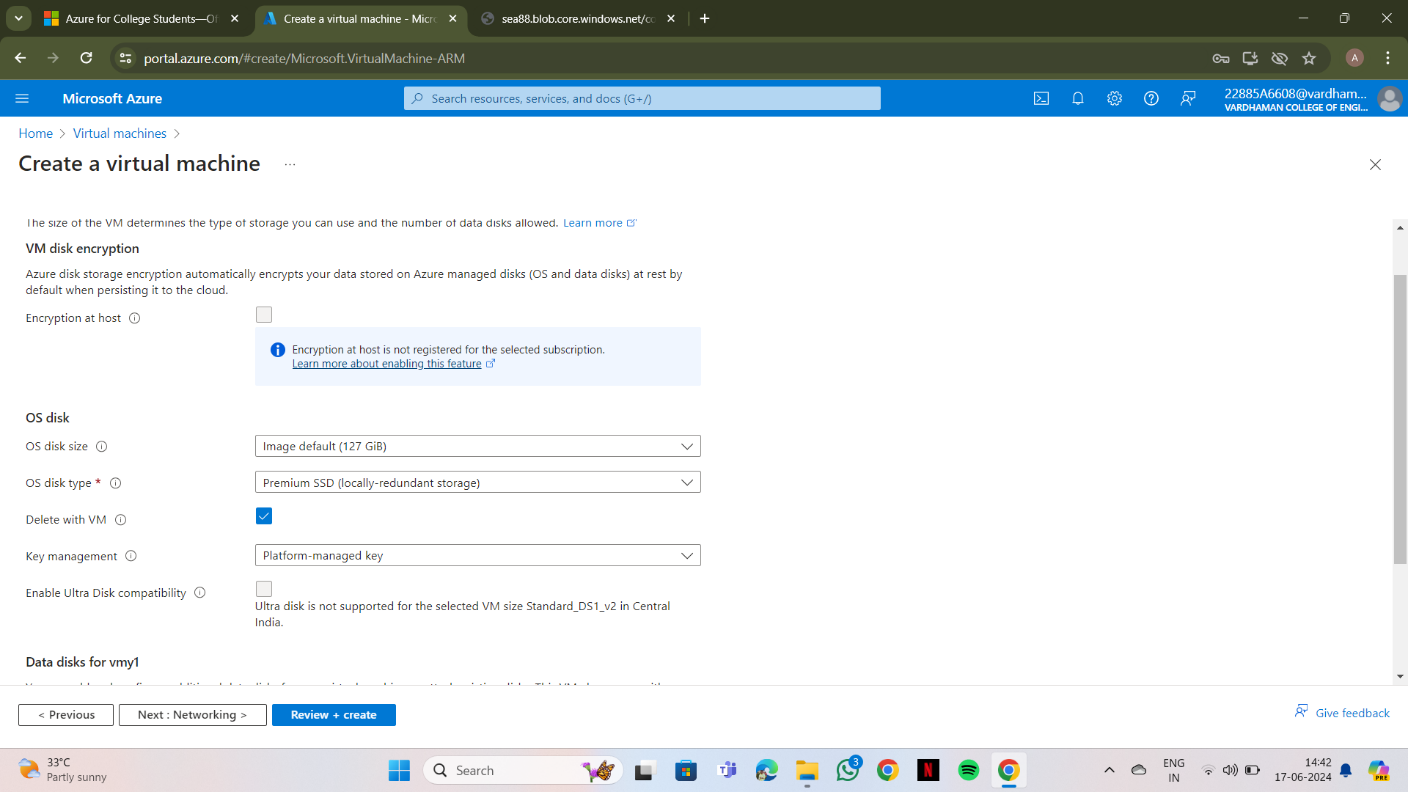 Azure for College Students—Of
Create a virtual machine - Micro
sea88.blob.core.windows.net/co
portal.azure.com/#create/Microsoft.VirtualMachine-ARM
A
Microsoft Azure
Search resources, services, and docs (G+/)
22885A6608@vardham...
VARDHAMAN COLLEGE OF ENGI...
Home > Virtual machines >
Create a virtual machine ...
The size of the VM determines the type of storage you can use and the number of data disks allowed. Learn more
VM disk encryption
Azure disk storage encryption automatically encrypts your data stored on Azure managed disks (OS and data disks) at rest by
default when persisting it to the cloud.
Encryption at host
Encryption at host is not registered for the selected subscription.
Learn more about enabling this feature
OS disk
OS disk size
Image default (127 GiB)
OS disk type *
Premium SSD (locally-redundant storage)
Delete with VM
Key management
Platform-managed key
Enable Ultra Disk compatibility
Ultra disk is not supported for the selected VM size Standard_DS1_v2 in Central
India.
Data disks for vmy1
< Previous
Next : Networking >
Review + create
Give feedback
33°C
Partly sunny
Search
3
N
ENG
IN
14:42
17-06-2024
PRE